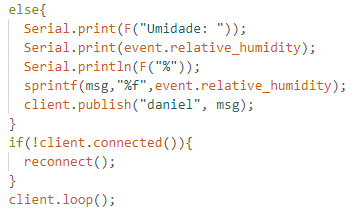 else{
  Serial.print(F("Umidade: "));
  Serial.print(event.relative_humidity);
  Serial.println(F("%"));
  sprintf(msg,"%f",event.relative_humidity);
  client.publish("daniel", msg);
}
if(!client.connected()){
  reconnect();
}
client.loop();